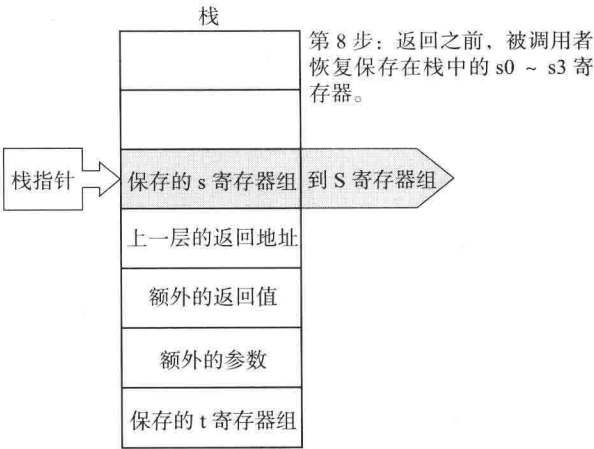 栈
第 8 步：返回之前，被调用者
恢复保存在栈中的 s0 ~ s3 寄
存器。
栈指针
保存的 s 寄存器组
到 S 寄存器组
上一层的返回地址
额外的返回值
额外的参数
保存的 t 寄存器组